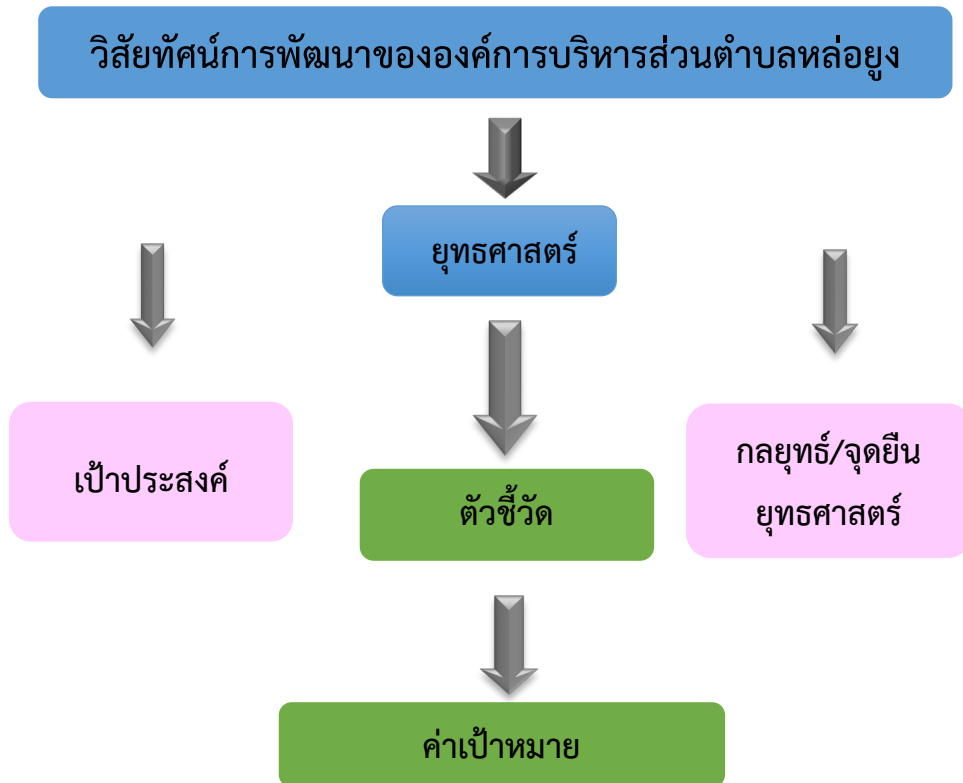 วิสัยทัศน์การพัฒนาขององค์การบริหารส่วนตำบลหล่อยูง
ยุทธศาสตร์
เป้าประสงค์
ตัวชี้วัด
กลยุทธ์/จุดยืน
ยุทธศาสตร์
ค่าเป้าหมาย